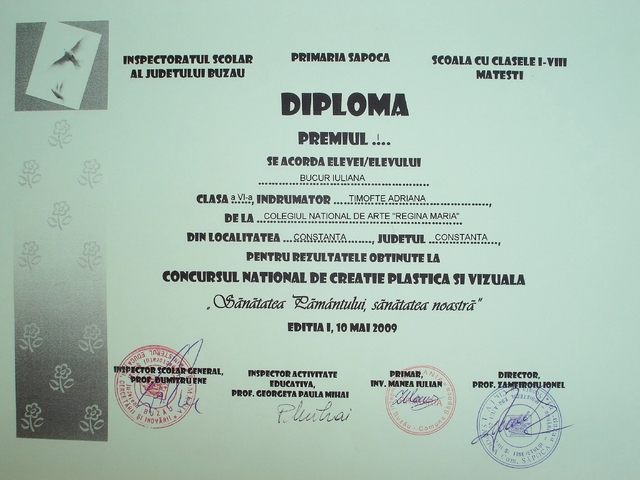 INSPECTORATUL SCOLAR
AL JUDETULUI BUZAU
PRIMARIA SAPOCA
SCOALA CU CLASELE I-VIII
MATESTI
DIPLOMA
PREMIUL .I...
SE ACORDA ELEVEI/ELEVULUI
BUCUR IULIANA
CLASA a VI-a, INDRUMATOR ....TIMOFTE ADRIANA....................,
DE LA ..COLEGIUL NATIONAL DE ARTE "REGINA MARIA"
DIN LOCALITATEA ...CONSTANTA........, JUDETUL ..CONSTANTA...,
PENTRU REZULTATELE OBTINUTE LA
CONCURSUL NATIONAL DE CREATIE PLASTICA SI VIZUALA
„Sănătatea Pământului, sănătatea noastră”
EDITIA I, 10 MAI 2009
INSPECTOR SCOLAR GENERAL,
PROF. DUMITRU ENE
INSPECTOR ACTIVITATE
EDUCATIVA,
PROF. GEORGETA PAULA MIHAI
PRIMAR,
INV. MANEA IULIAN
DIRECTOR,
PROF. ZAMFIROIU IONEL